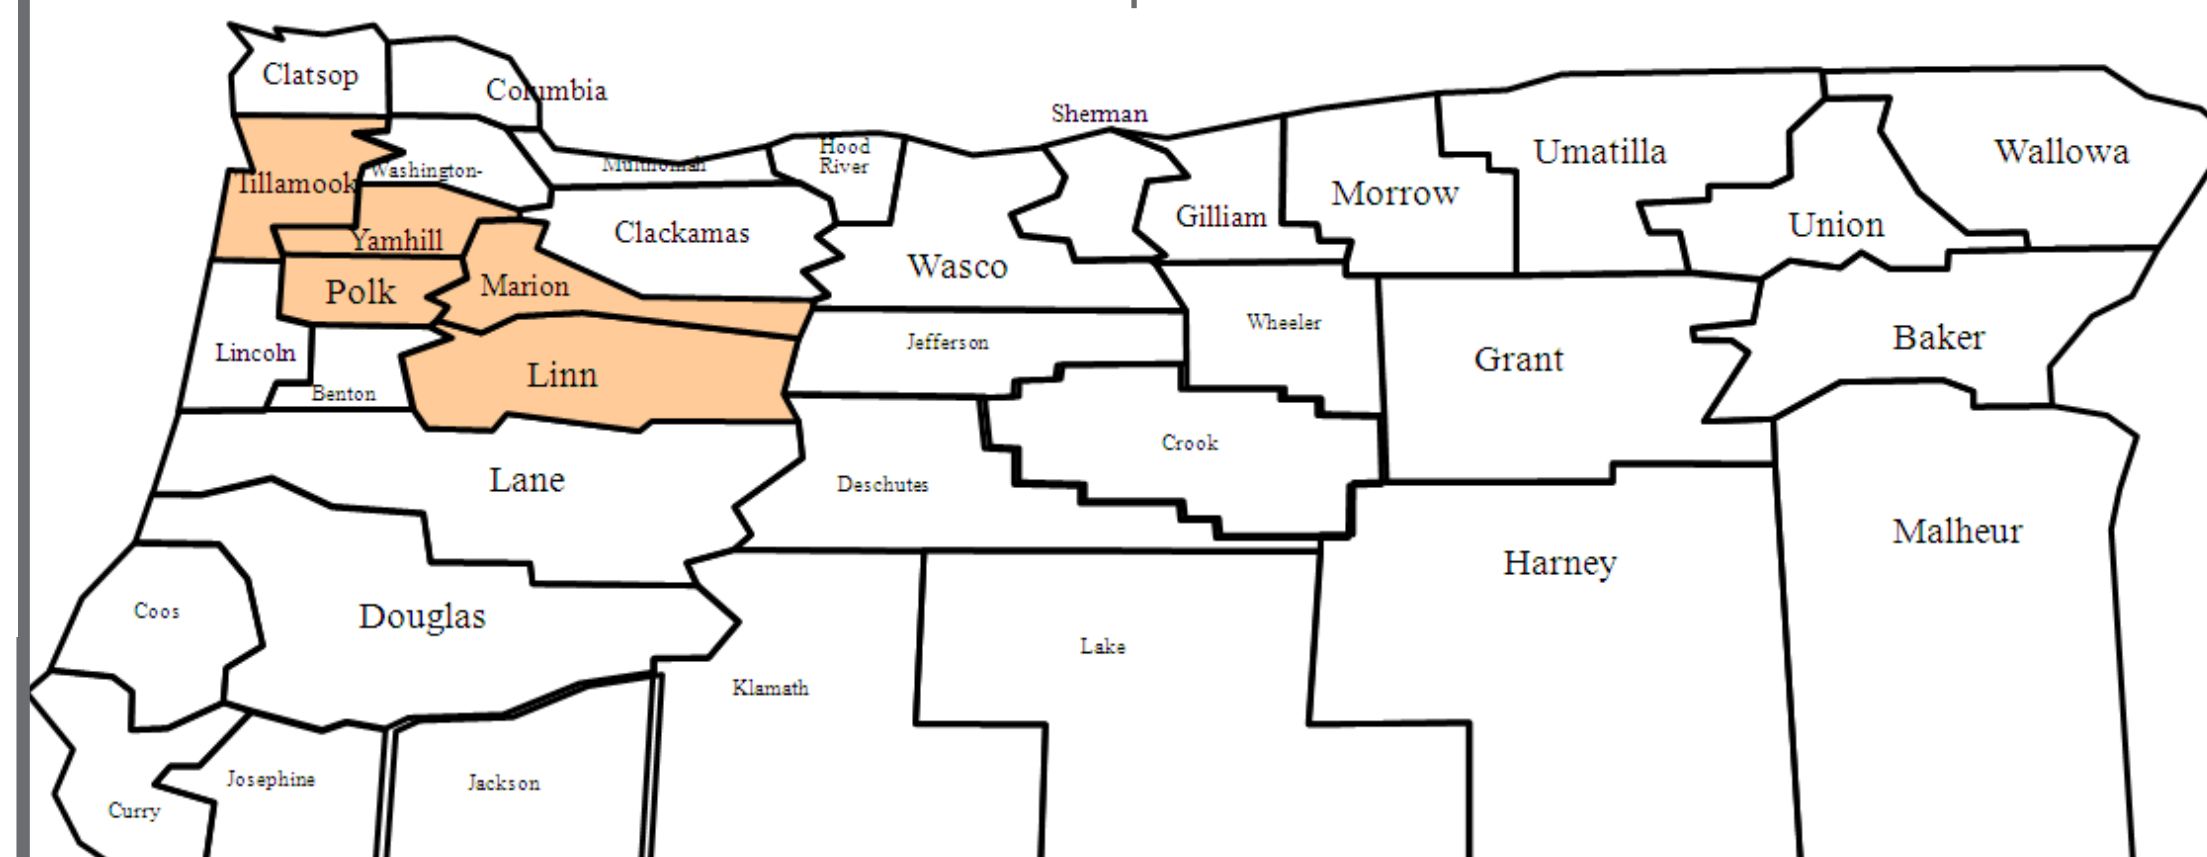 Clatsop
Columbia
Sherman
Hood
River
Umatilla
Wallowa
Multnomah
Washington-
Tillamook
Morrow
Gilliam
Union
Clackamas
Yamhill
Wasco
Marion
Polk
Wheeler
Baker
Jefferson
Lincoln
Grant
Linn
Benton
Crook
Lane
Deschutes
Malheur
Harney
Coos
Douglas
Lake
Klamath
Josephine
Jackson
Curry